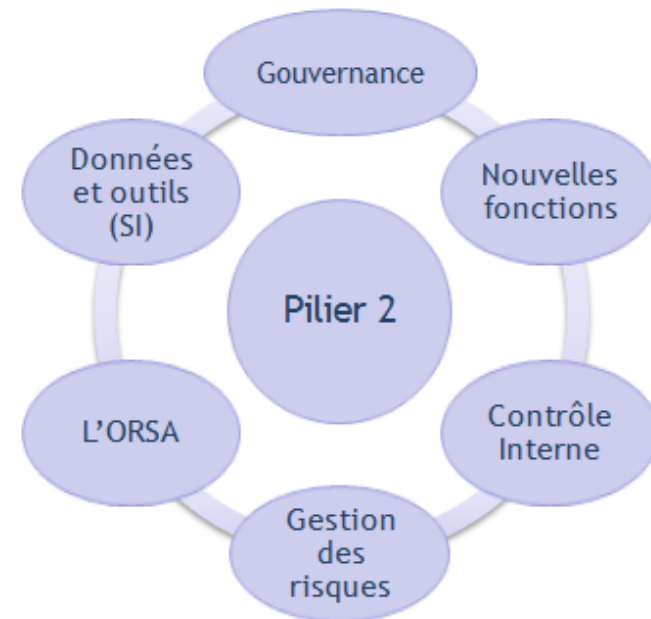 Gouvernance
Nouvelles
fonctions
Contrôle
Interne
Gestion
des
risques
L'ORSA
Données
et outils
(SI)
Pilier 2